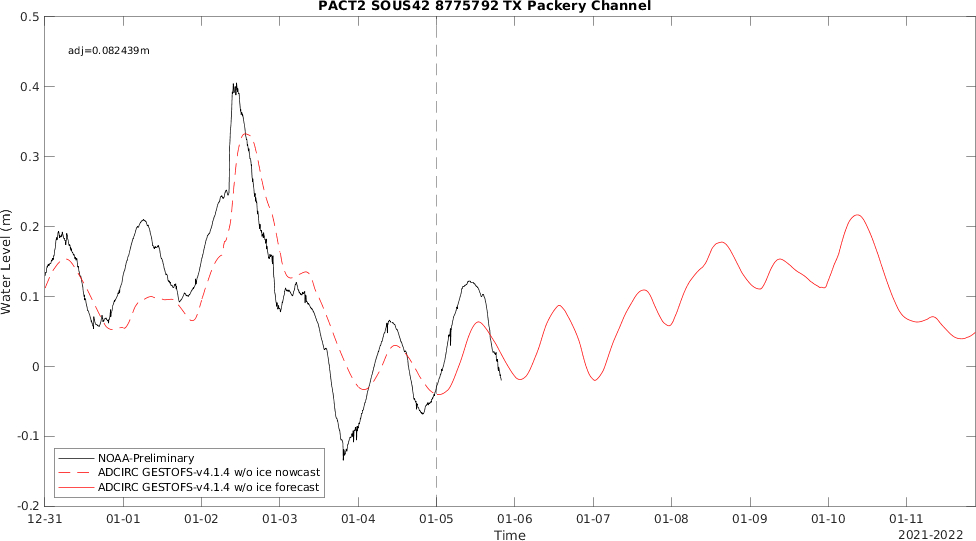 PACT2 SOUS42 8775792 TX Packery Channel
adj=0.082439m
0.5
0.4
0.3
0.2
0.1
0
-0.1
-0.2
Water Level (m)
NOAA-Preliminary
ADCIRC GESTOFS-v4.1.4 w/o ice nowcast
ADCIRC GESTOFS-v4.1.4 w/o ice forecast
12-31 01-01 01-02 01-03 01-04 01-05 01-06 01-07 01-08 01-09 01-10 01-11
Time
2021-2022